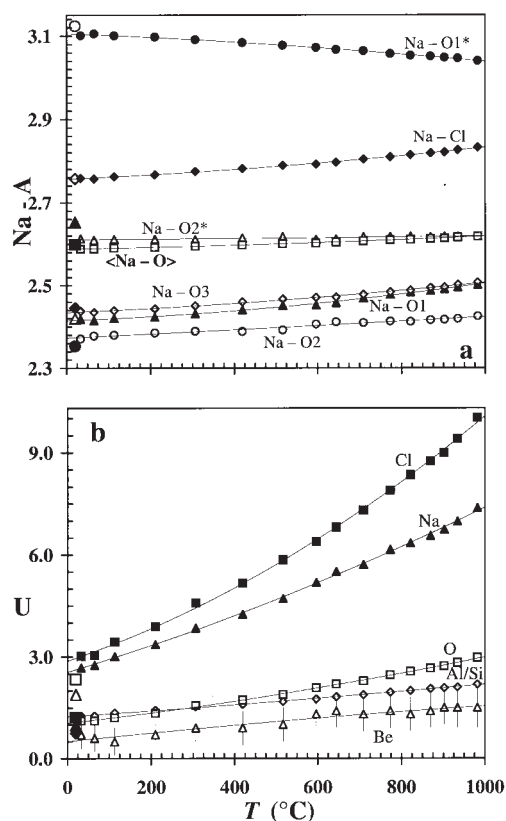 3.1
Na – O1*
2.9
Na – Cl
Na - A
2.7
Na – O2*
<Na – O>
2.5
Na – O3
Na – O1
Na – O2
2.3
a
b
9.0
Cl
Na
6.0
U
3.0
O
Al/Si
Be
0.0
0 200 400 600 800 1000
T (°C)